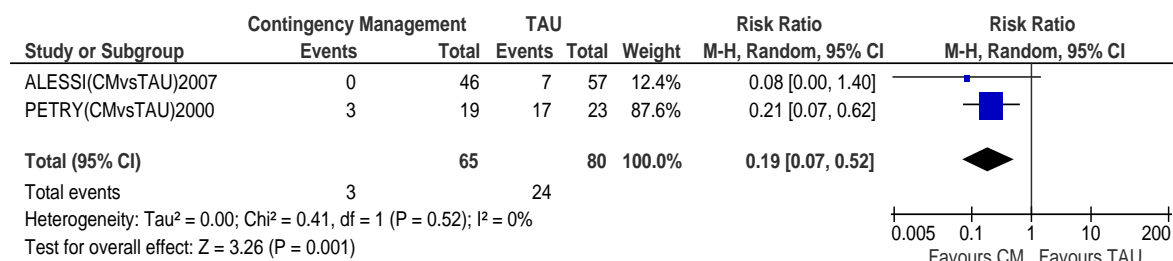 Contingency Management TAU Risk Ratio Risk Ratio
Study or Subgroup Events Total Events Total Weight M-H, Random, 95% CI M-H, Random, 95% CI
ALESSI(CMvsTAU)2007 0 46 7 57 12.4% 0.08 [0.00, 1.40]
PETRY(CMvsTAU)2000 3 19 17 23 87.6% 0.21 [0.07, 0.62]
Total (95% CI) 65 80 100.0% 0.19 [0.07, 0.52]
Total events 3 24
Heterogeneity: Tau² = 0.00; Chi² = 0.41, df = 1 (P = 0.52); I² = 0%
Test for overall effect: Z = 3.26 (P = 0.001)
0.005 0.1 1 10 200
Favours CM Favours TAU